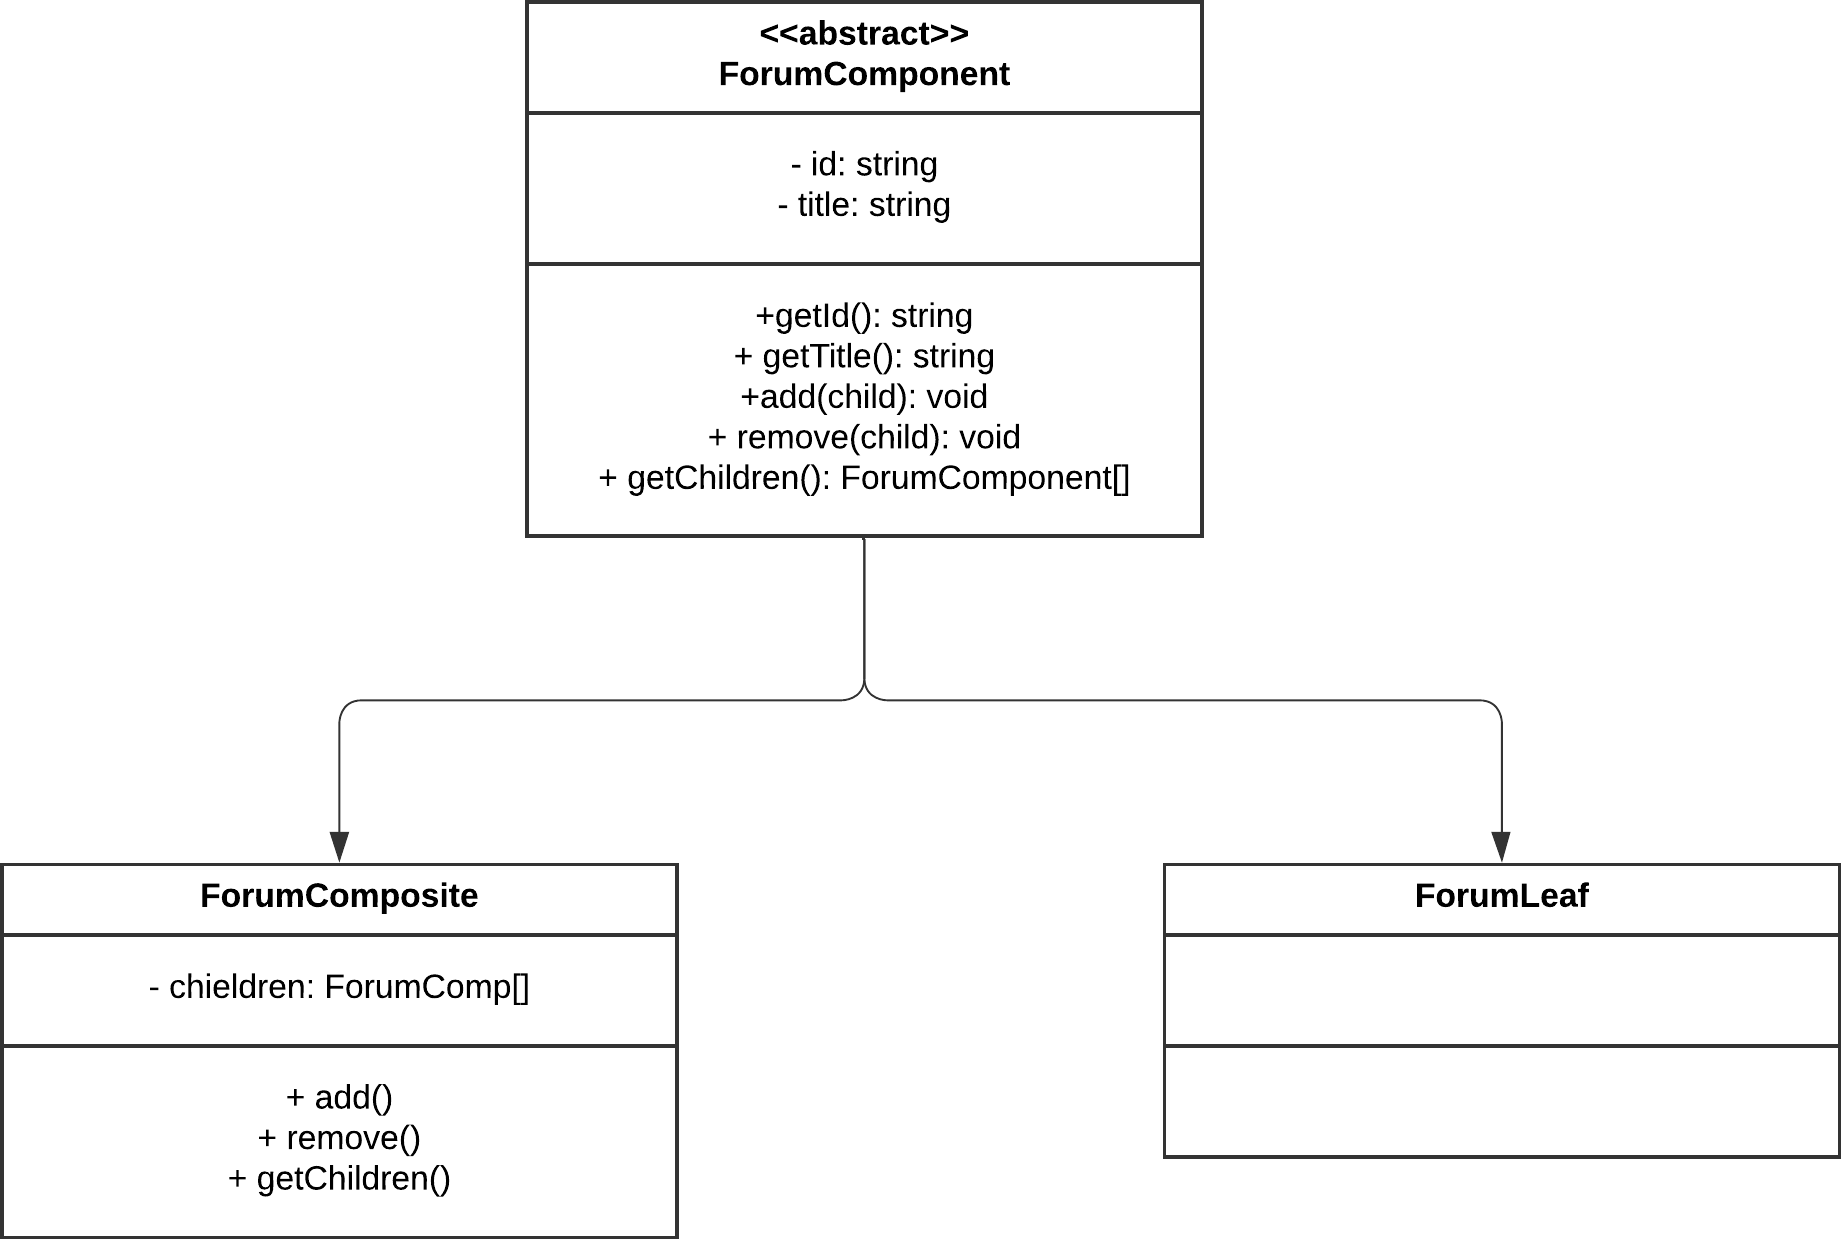 <<abstract>>
ForumComponent
- id: string
- title: string
+getId(): string
+ getTitle(): string
+add(child): void
+ remove(child): void
+ getChildren(): ForumComponent[]
ForumComposite
- chieldren: ForumComp[]
+ add()
+ remove()
+ getChildren()
ForumLeaf